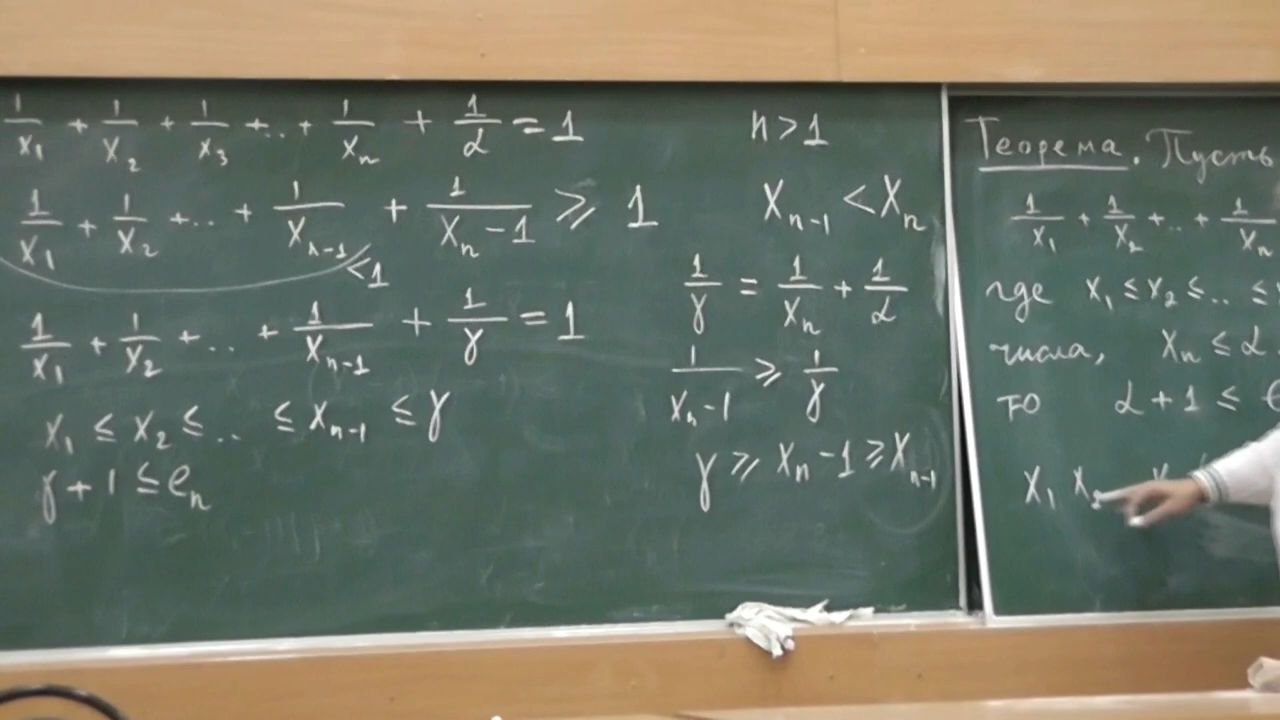 1/x₁ + 1/x₂ + 1/x₃ + .. + 1/xₙ + 1/α = 1
1/x₁ + 1/x₂ + .. + 1/xₙ₋₁ + 1/(xₙ − 1) ⩾ 1
< 1
1/x₁ + 1/x₂ + .. + 1/xₙ₋₁ + 1/γ = 1
x₁ ≤ x₂ ≤ .. ≤ xₙ₋₁ ≤ γ
γ + 1 ≤ eₙ
n > 1
xₙ₋₁ < xₙ
1/γ = 1/xₙ + 1/α
1/(xₙ − 1) ⩾ 1/γ
γ ⩾ xₙ − 1 ⩾ xₙ₋₁
Теорема. Пусть
1/x₁ + 1/x₂ + .. + 1/xₙ
где x₁ ≤ x₂ ≤ .. ≤
числа, xₙ ≤ α
то α + 1 ≤
x₁ x₂